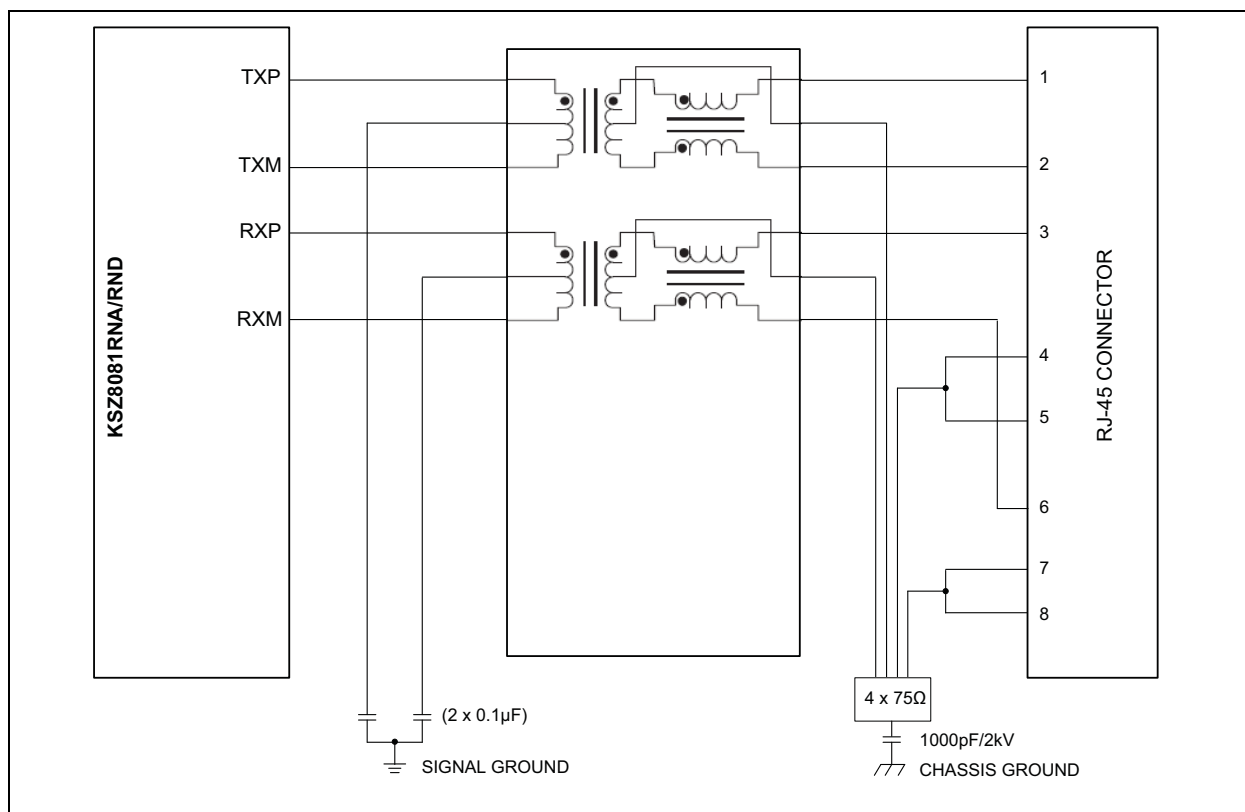 KSZ8081RNA/RND
TXP
TXM
RXP
RXM
1
2
3
4
5
6
7
8
RJ-45 CONNECTOR
(2 x 0.1µF)
SIGNAL GROUND
4 x 75Ω
1000pF/2kV
CHASSIS GROUND